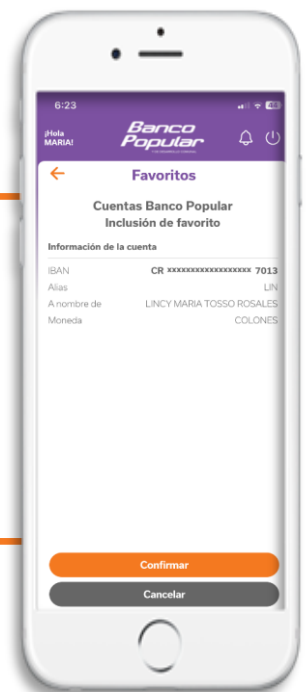 6:23
¡Hola
MARIA!
Banco
Popular
Favoritos
Cuentas Banco Popular
Inclusión de favorito
Información de la cuenta
IBAN CR xxxxxxxxxxxxxxxxxx 7013
Alias LIN
A nombre de LINCY MARIA TOSSO ROSALES
Moneda COLONES
Confirmar
Cancelar